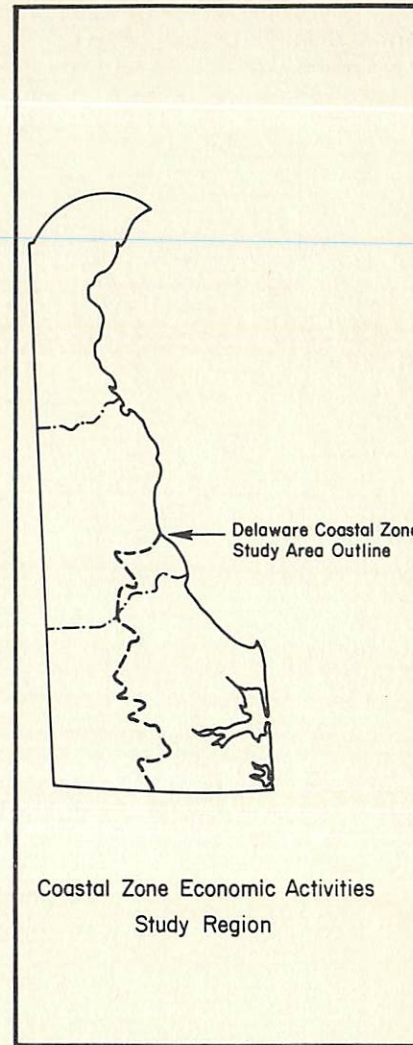 Delaware Coastal Zone
Study Area Outline
Coastal Zone Economic Activities
Study Region